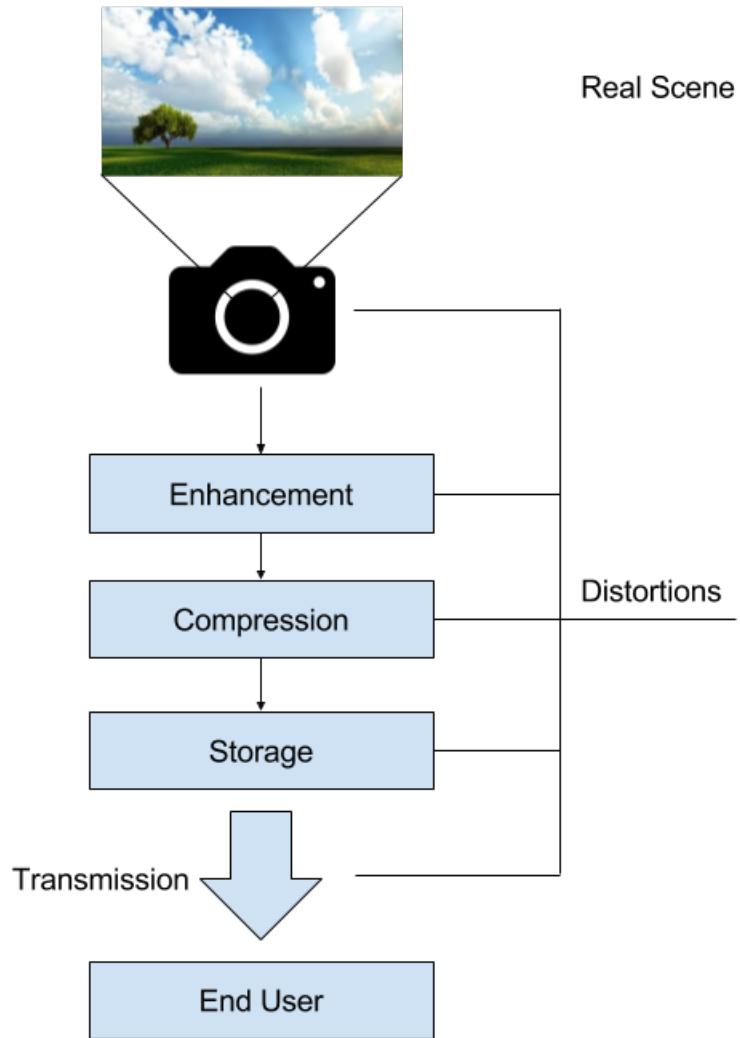 Real Scene
Enhancement
Compression
Distortions
Storage
Transmission
End User